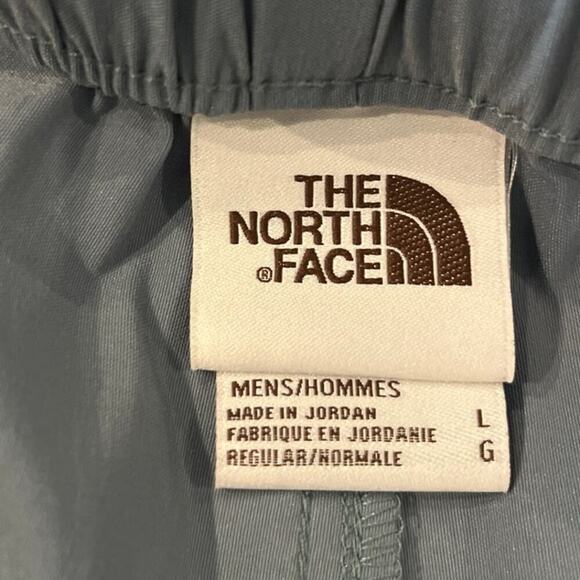 THE
NORTH
®FACE
MENS/HOMMES
MADE IN JORDAN L
FABRIQUE EN JORDANIE G
REGULAR/NORMALE